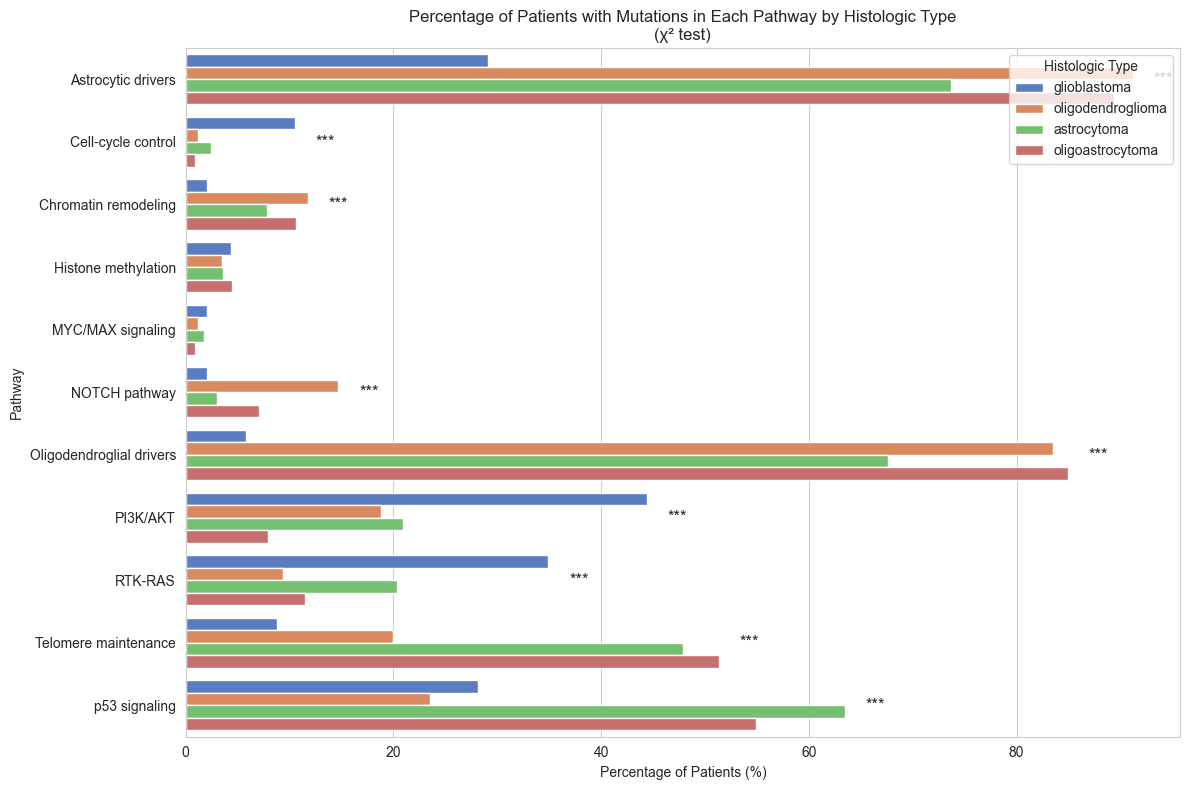 Percentage of Patients with Mutations in Each Pathway by Histologic Type
(χ² test)
Histologic Type
glioblastoma
oligodendroglioma
astrocytoma
oligoastrocytoma
Pathway
Astrocytic drivers
***
Cell-cycle control
***
Chromatin remodeling
***
Histone methylation
MYC/MAX signaling
NOTCH pathway
***
Oligodendroglial drivers
***
PI3K/AKT
***
RTK-RAS
***
Telomere maintenance
***
p53 signaling
***
0 20 40 60 80
Percentage of Patients (%)